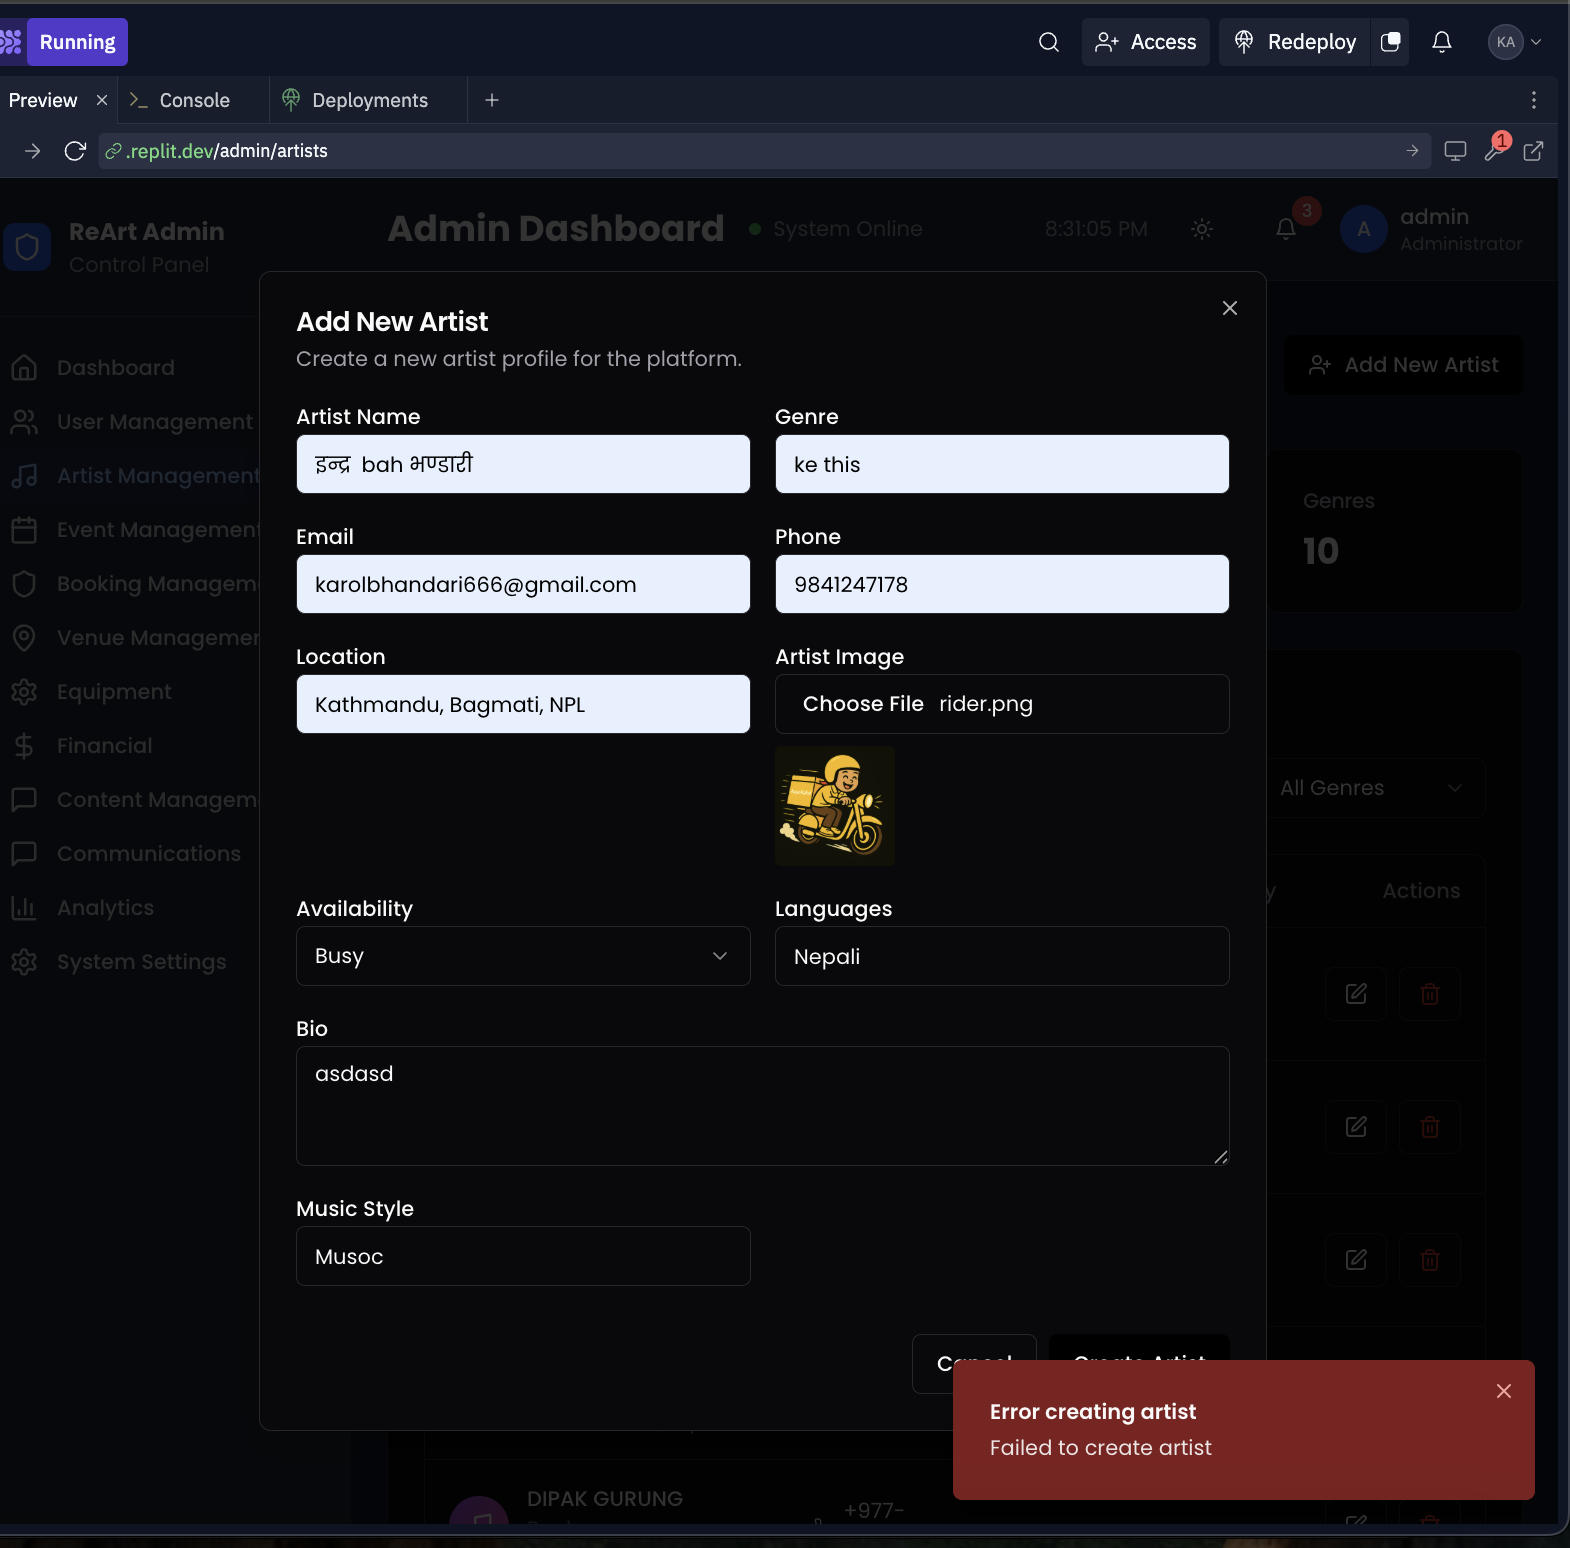 Running
Access
Redeploy
KA
Preview
Console
Deployments
.replit.dev/admin/artists
1
ReArt Admin
Control Panel
Admin Dashboard
System Online
8:31:05 PM
3
A
admin
Administrator
Dashboard
User Management
Artist Management
Event Management
Booking Managem
Venue Managemen
Equipment
Financial
Content Managem
Communications
Analytics
System Settings
Add New Artist
Genres
10
All Genres
y
Actions
Add New Artist
Create a new artist profile for the platform.
Artist Name
Genre
इन्द्र bah भण्डारी
ke this
Email
Phone
karolbhandari666@gmail.com
9841247178
Location
Artist Image
Kathmandu, Bagmati, NPL
Choose File rider.png
Availability
Languages
Busy
Nepali
Bio
asdasd
Music Style
Musoc
Cancel
Create Artist
Error creating artist
Failed to create artist
DIPAK GURUNG
+977-